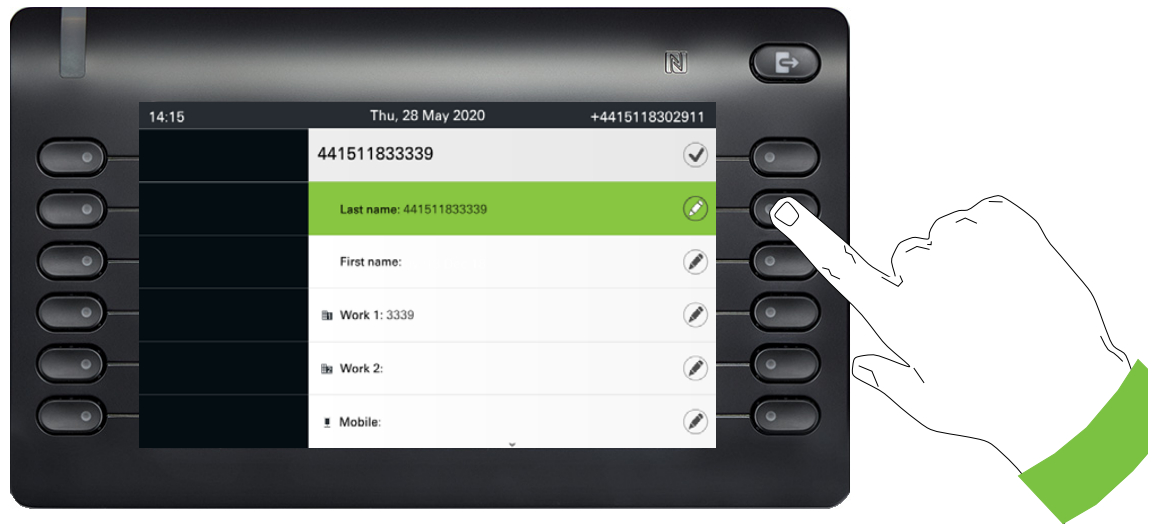 14:15 Thu, 28 May 2020 +4415118302911
441511833339
Last name: 441511833339
First name:
Work 1: 3339
Work 2:
Mobile: